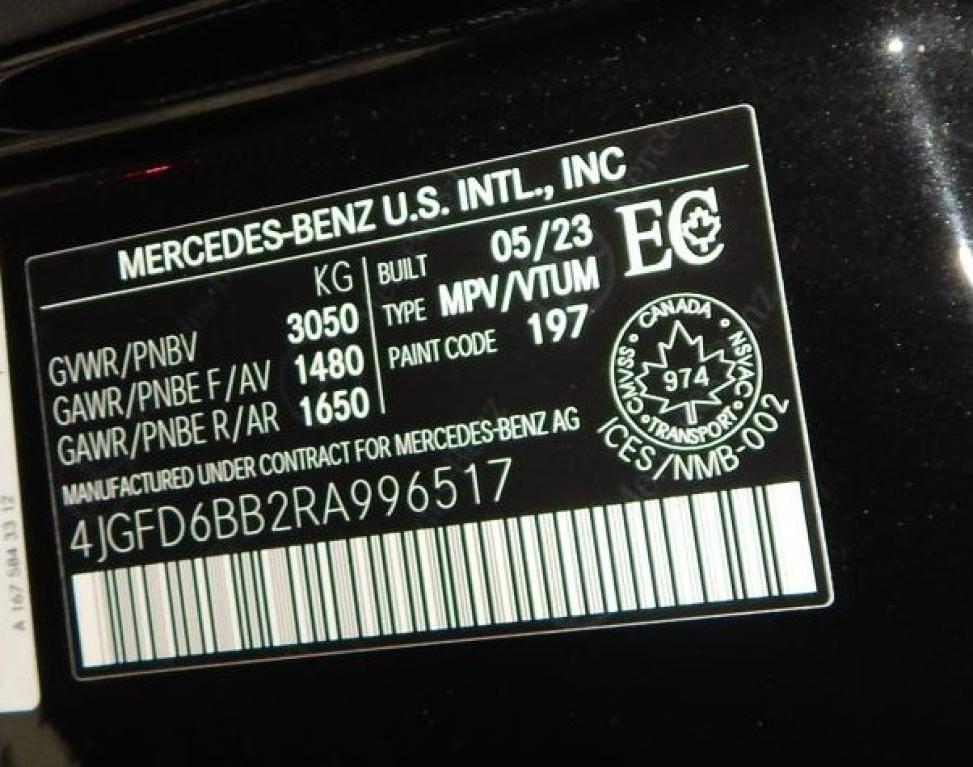 MERCEDES-BENZ U.S. INTL., INC
KG
GVWR/PNBV 3050
GAWR/PNBE F/AV 1480
GAWR/PNBE R/AR 1650
BUILT 05/23
TYPE MPV/VTUM
PAINT CODE 197
EC
CANADA
CMVSS • NSVAC
974
TRANSPORT
ICES/NMB-002
MANUFACTURED UNDER CONTRACT FOR MERCEDES-BENZ AG
4JGFD6BB2RA996517
A 167 584 33 12